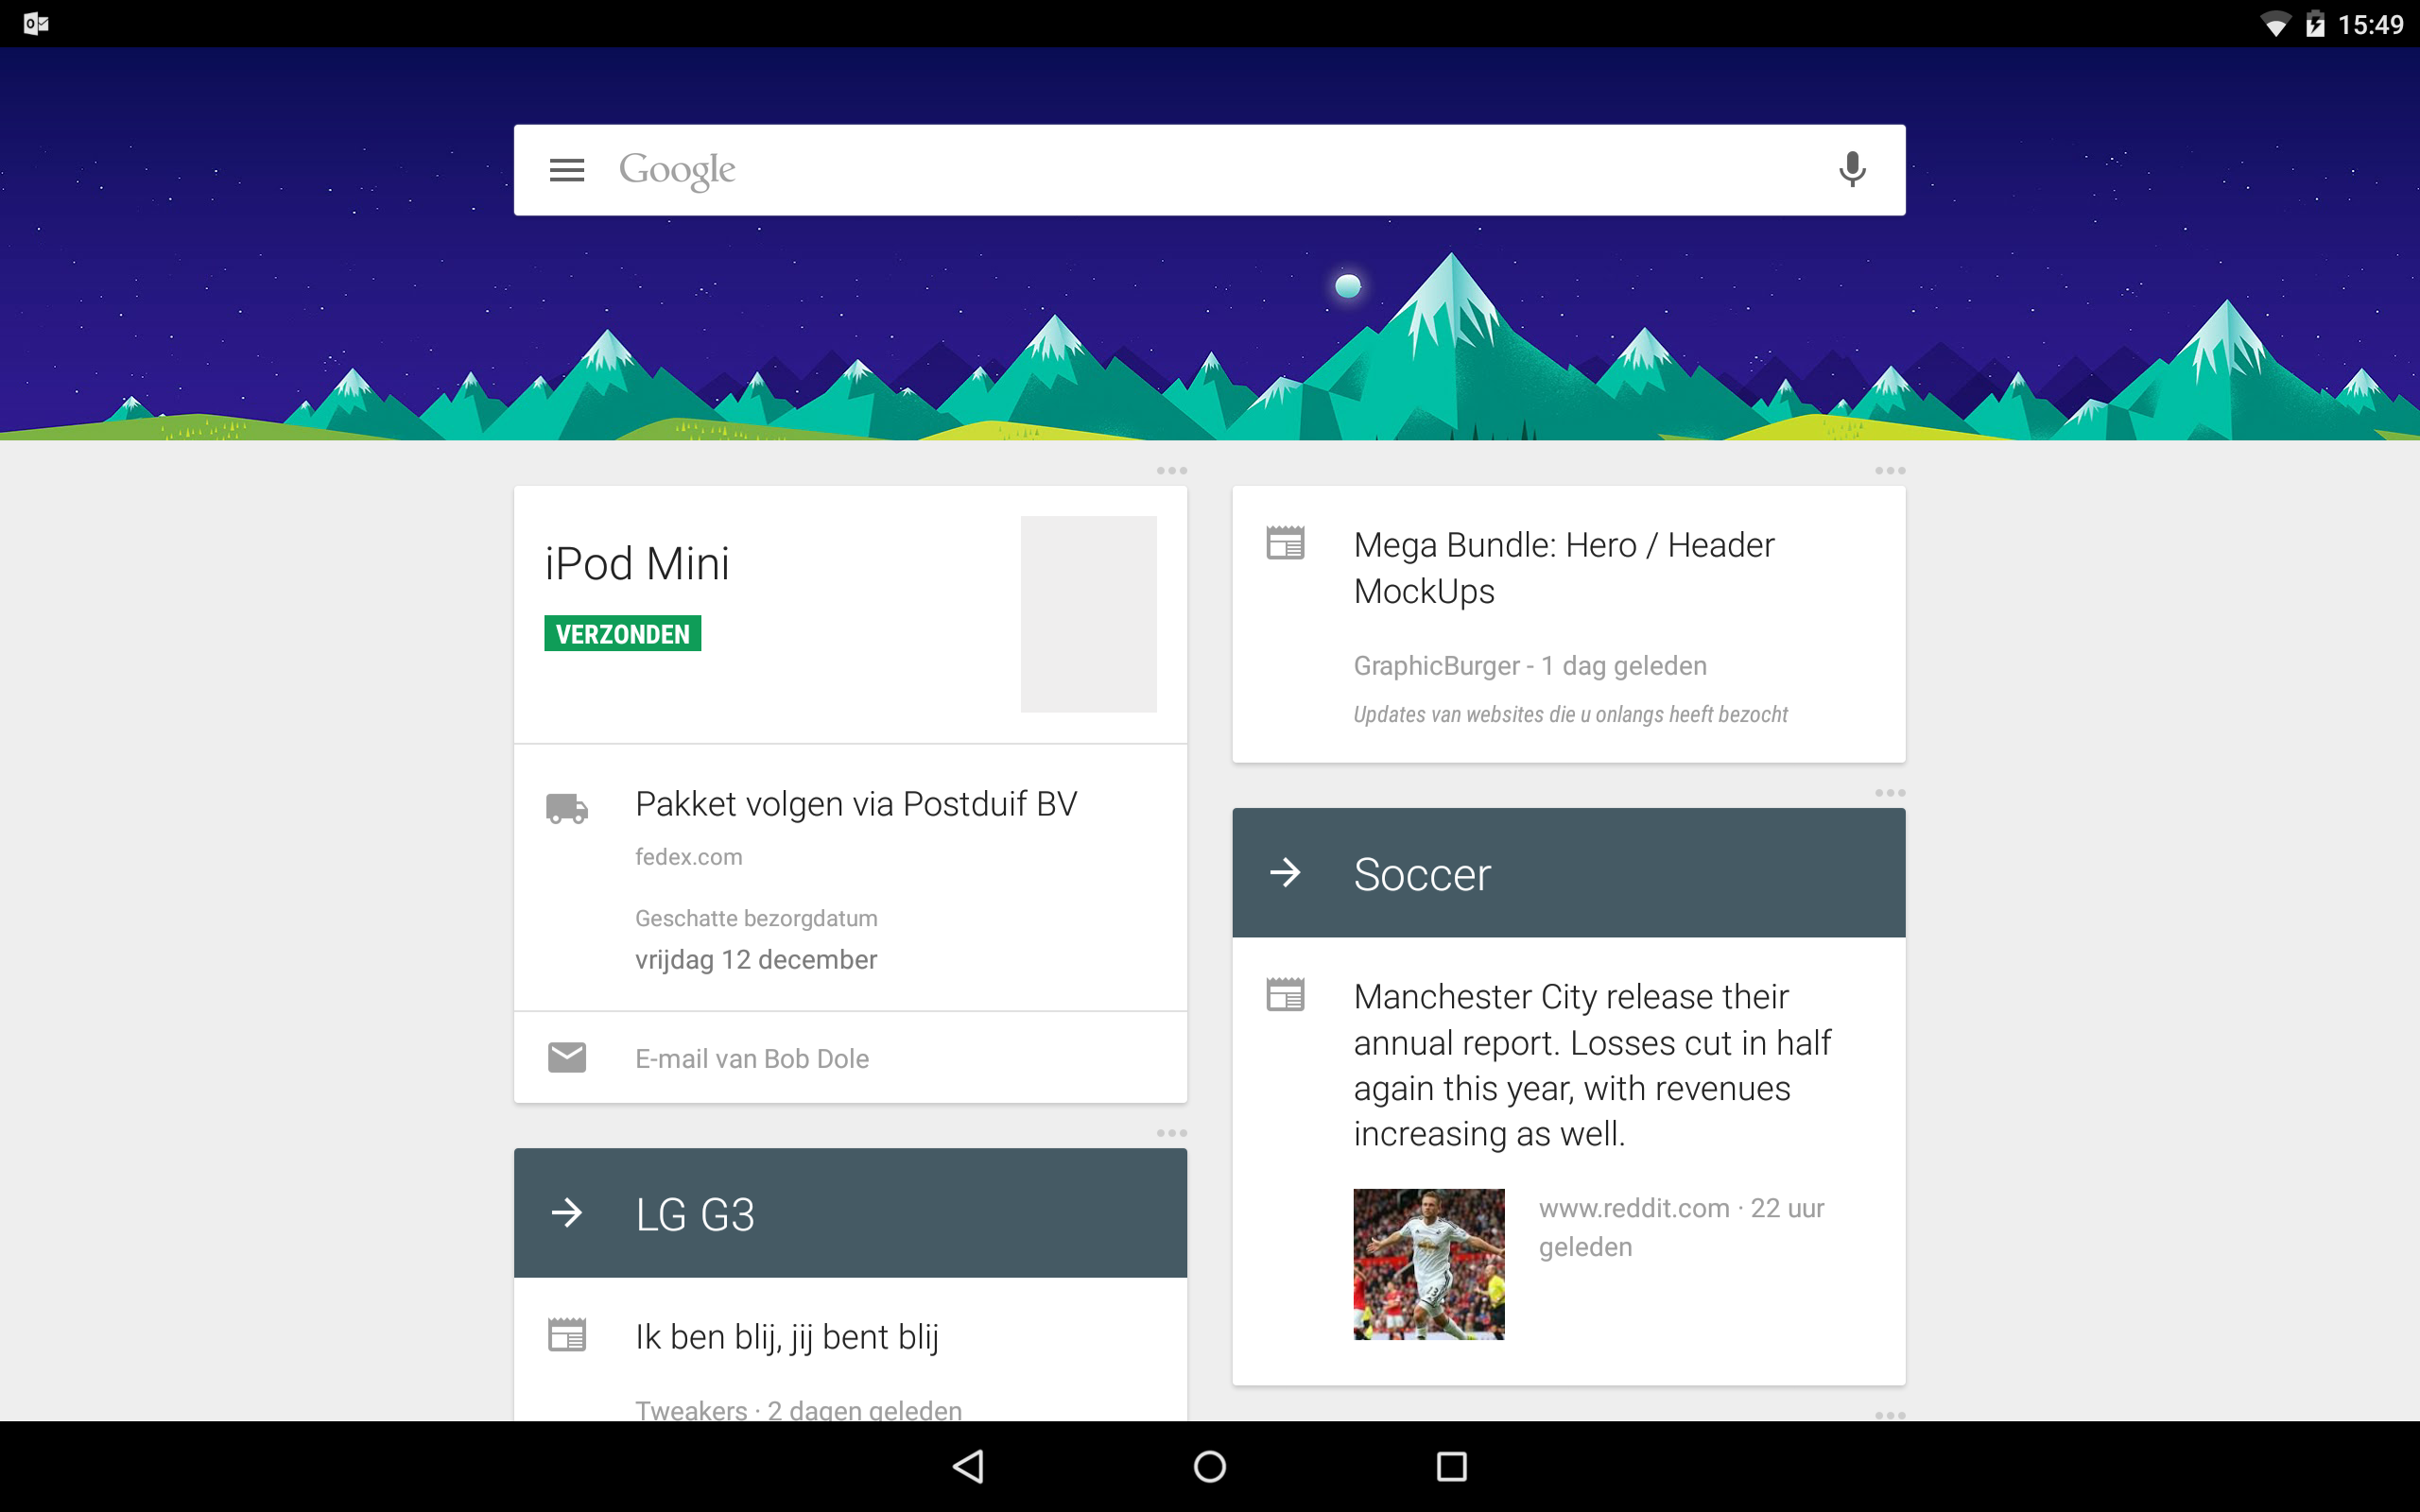 15:49
Google
iPod Mini
VERZONDEN
Pakket volgen via Postduif BV
fedex.com
Geschatte bezorgdatum
vrijdag 12 december
E-mail van Bob Dole
LG G3
Ik ben blij, jij bent blij
Tweakers · 2 dagen geleden
Mega Bundle: Hero / Header
MockUps
GraphicBurger - 1 dag geleden
Updates van websites die u onlangs heeft bezocht
Soccer
Manchester City release their
annual report. Losses cut in half
again this year, with revenues
increasing as well.
www.reddit.com · 22 uur
geleden